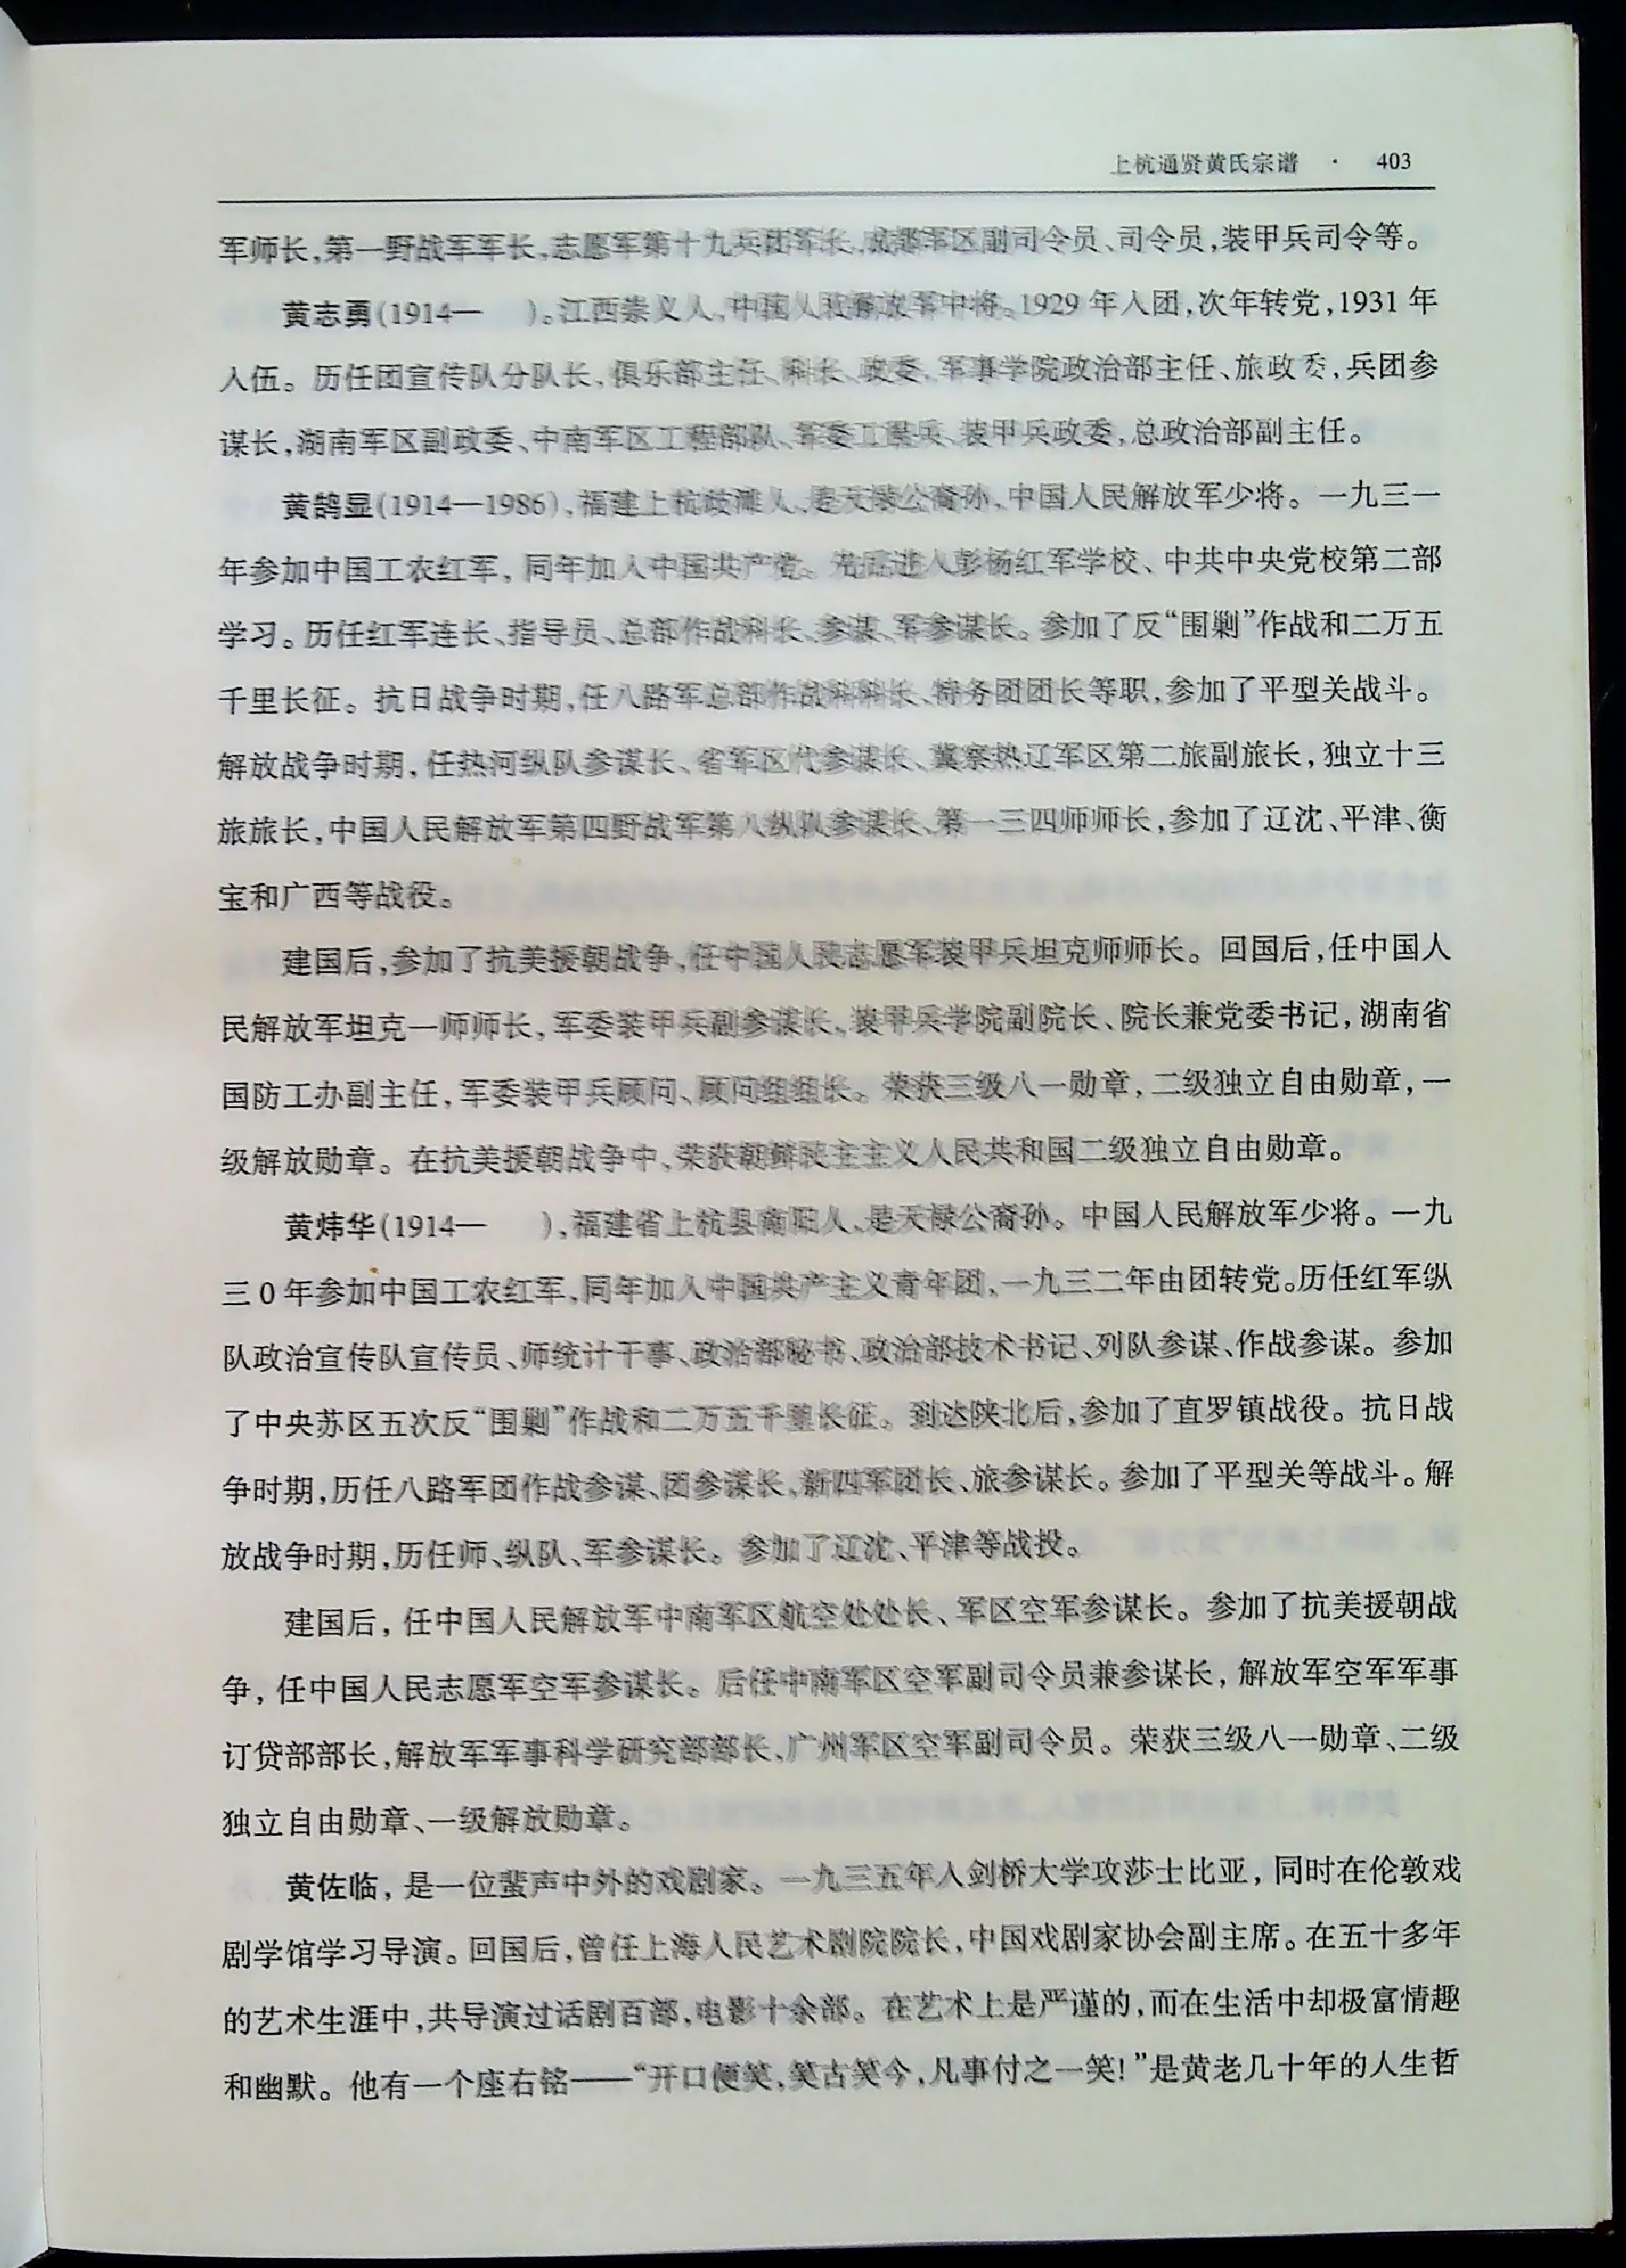 上杭通贤黄氏宗谱 · 403
军师长,第一野战军军长,志愿军第十九兵团军长、成都军区副司令员、司令员,装甲兵司令等。
黄志勇(1914— )。江西崇义人,中国人民解放军中将。1929年入团,次年转党,1931年
入伍。历任团宣传队分队长,俱乐部主任、科长、政委,军事学院政治部主任、旅政委,兵团参
谋长,湖南军区副政委、中南军区工程部队、军委工程兵、装甲兵政委,总政治部副主任。
黄鹄显(1914—1986),福建上杭歧滩人、是天禄公裔孙,中国人民解放军少将。一九三一
年参加中国工农红军,同年加入中国共产党。先后进入彭杨红军学校、中共中央党校第二部
学习。历任红军连长、指导员、总部作战科长、参谋、军参谋长。参加了反“围剿”作战和二万五
千里长征。抗日战争时期,任八路军总部作战科科长、特务团团长等职,参加了平型关战斗。
解放战争时期,任热河纵队参谋长、省军区代参谋长、冀察热辽军区第二旅副旅长,独立十三
旅旅长,中国人民解放军第四野战军第八纵队参谋长、第一三四师师长,参加了辽沈、平津、衡
宝和广西等战役。
建国后,参加了抗美援朝战争,任中国人民志愿军装甲兵坦克师师长。回国后,任中国人
民解放军坦克一师师长,军委装甲兵副参谋长,装甲兵学院副院长、院长兼党委书记,湖南省
国防工办副主任,军委装甲兵顾问、顾问组组长。荣获三级八一勋章,二级独立自由勋章,一
级解放勋章。在抗美援朝战争中,荣获朝鲜民主主义人民共和国二级独立自由勋章。
黄炜华(1914— ),福建省上杭县南阳人、是天禄公裔孙。中国人民解放军少将。一九
三0年参加中国工农红军,同年加入中国共产主义青年团,一九三二年由团转党。历任红军纵
队政治宣传队宣传员、师统计干事、政治部秘书、政治部技术书记、列队参谋、作战参谋。参加
了中央苏区五次反“围剿”作战和二万五千里长征。到达陕北后,参加了直罗镇战役。抗日战
争时期,历任八路军团作战参谋、团参谋长,新四军团长、旅参谋长。参加了平型关等战斗。解
放战争时期,历任师、纵队、军参谋长。参加了辽沈、平津等战投。
建国后,任中国人民解放军中南军区航空处处长、军区空军参谋长。参加了抗美援朝战
争,任中国人民志愿军空军参谋长。后任中南军区空军副司令员兼参谋长,解放军空军军事
订贷部部长,解放军军事科学研究部部长、广州军区空军副司令员。荣获三级八一勋章、二级
独立自由勋章、一级解放勋章。
黄佐临,是一位蜚声中外的戏剧家。一九三五年入剑桥大学攻莎士比亚,同时在伦敦戏
剧学馆学习导演。回国后,曾任上海人民艺术剧院院长,中国戏剧家协会副主席。在五十多年
的艺术生涯中,共导演过话剧百部,电影十余部。在艺术上是严谨的,而在生活中却极富情趣
和幽默。他有一个座右铭——“开口便笑,笑古笑今,凡事付之一笑!”是黄老几十年的人生哲